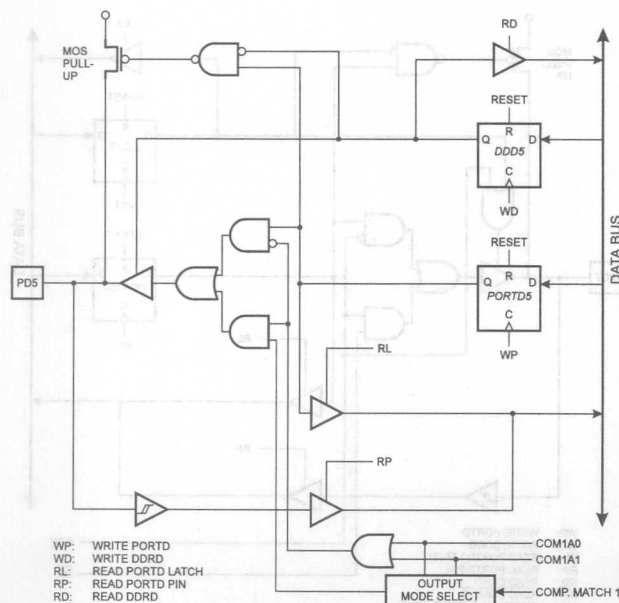 RD
MOS
PULL-
UP
RESET
R
Q
D
DDD5
C
WD
DATA BUS
RESET
R
Q
D
PORTD5
C
WP
PD5
RL
RP
WP: WRITE PORTD
WD: WRITE DDRD
RL: READ PORTD LATCH
RP: READ PORTD PIN
RD: READ DDRD
COM1A0
COM1A1
OUTPUT
MODE SELECT
COMP. MATCH 1